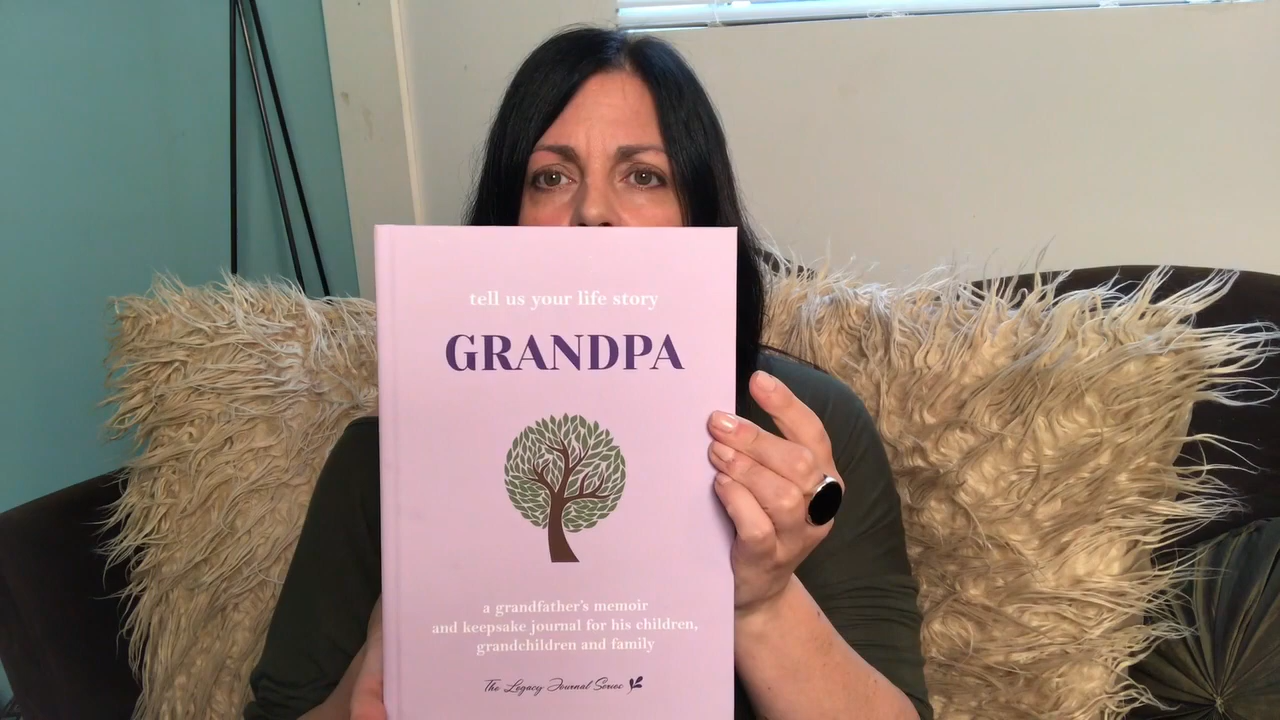 tell us your life story
GRANDPA
a grandfather's memoir
and keepsake journal for his children,
grandchildren and family
The Legacy Journal Series